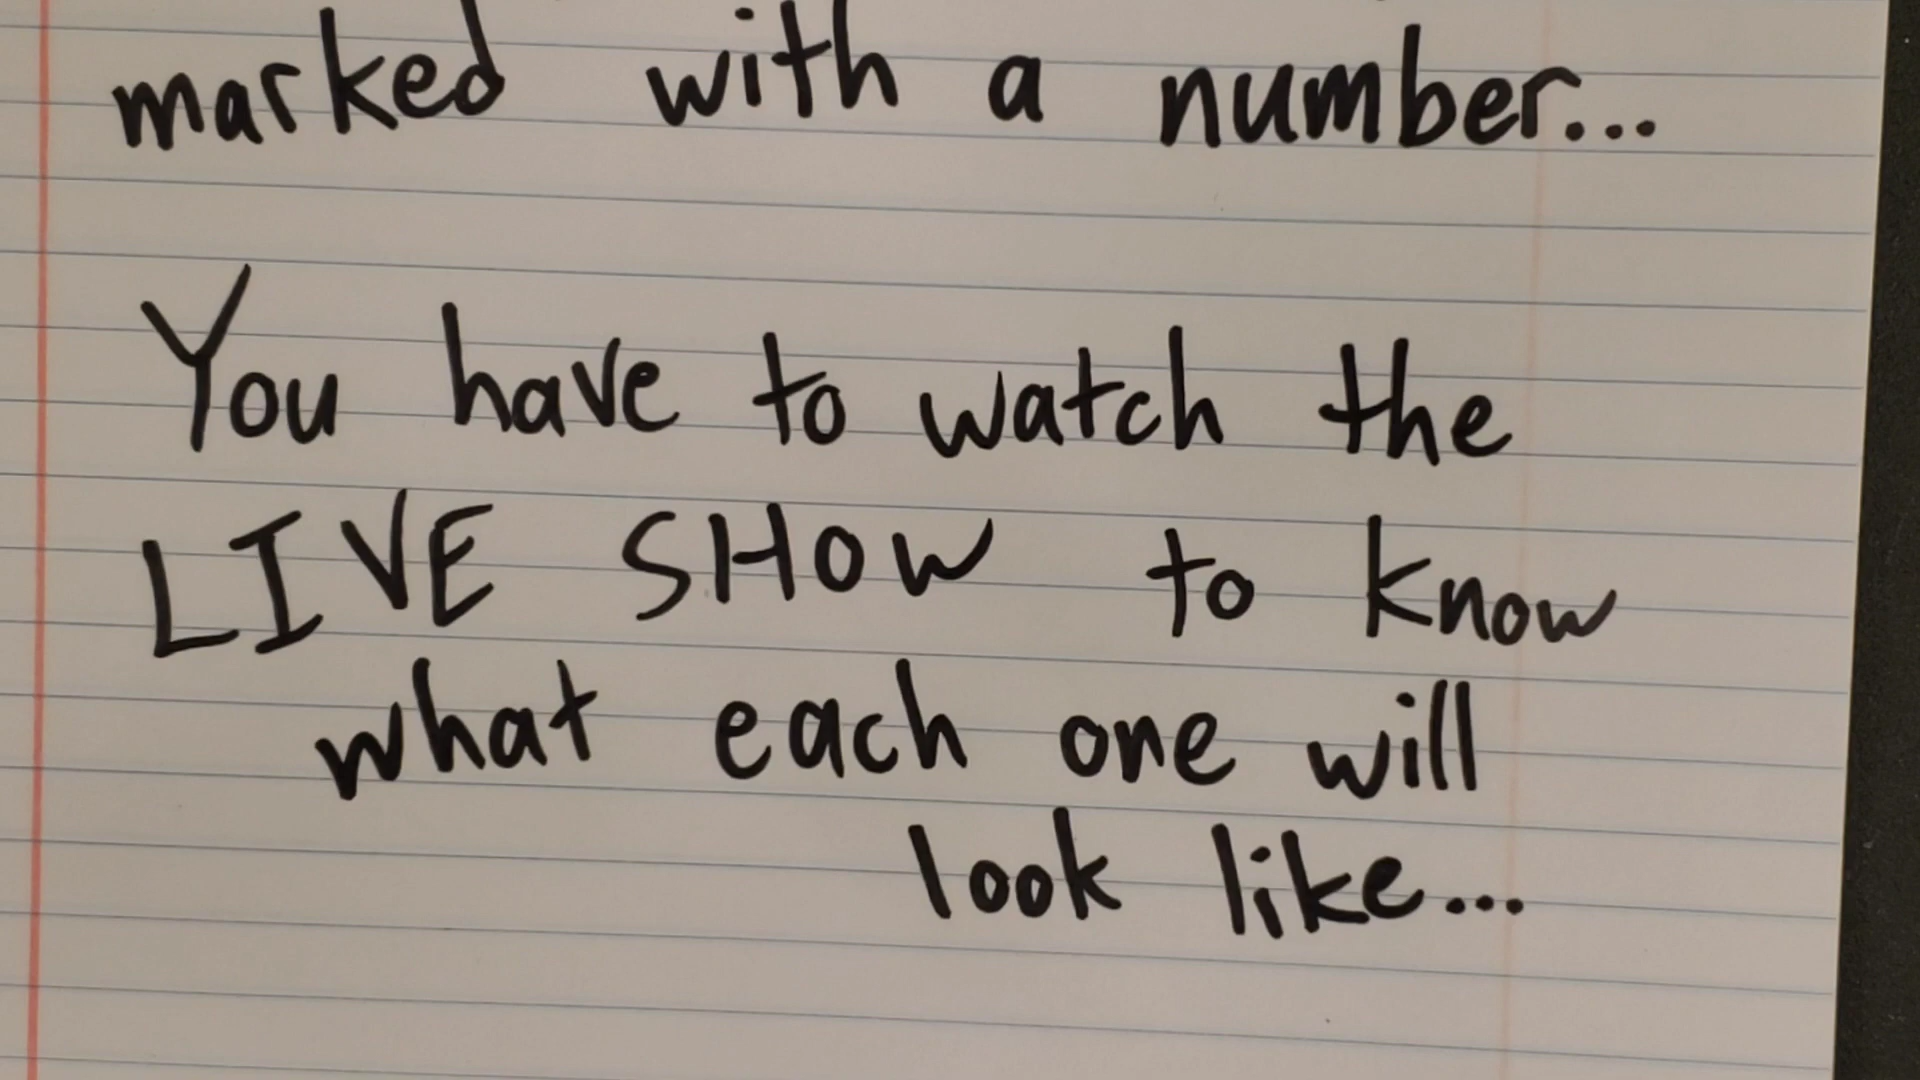 marked with a number...
You have to watch the
LIVE SHOW to know
what each one will
look like...